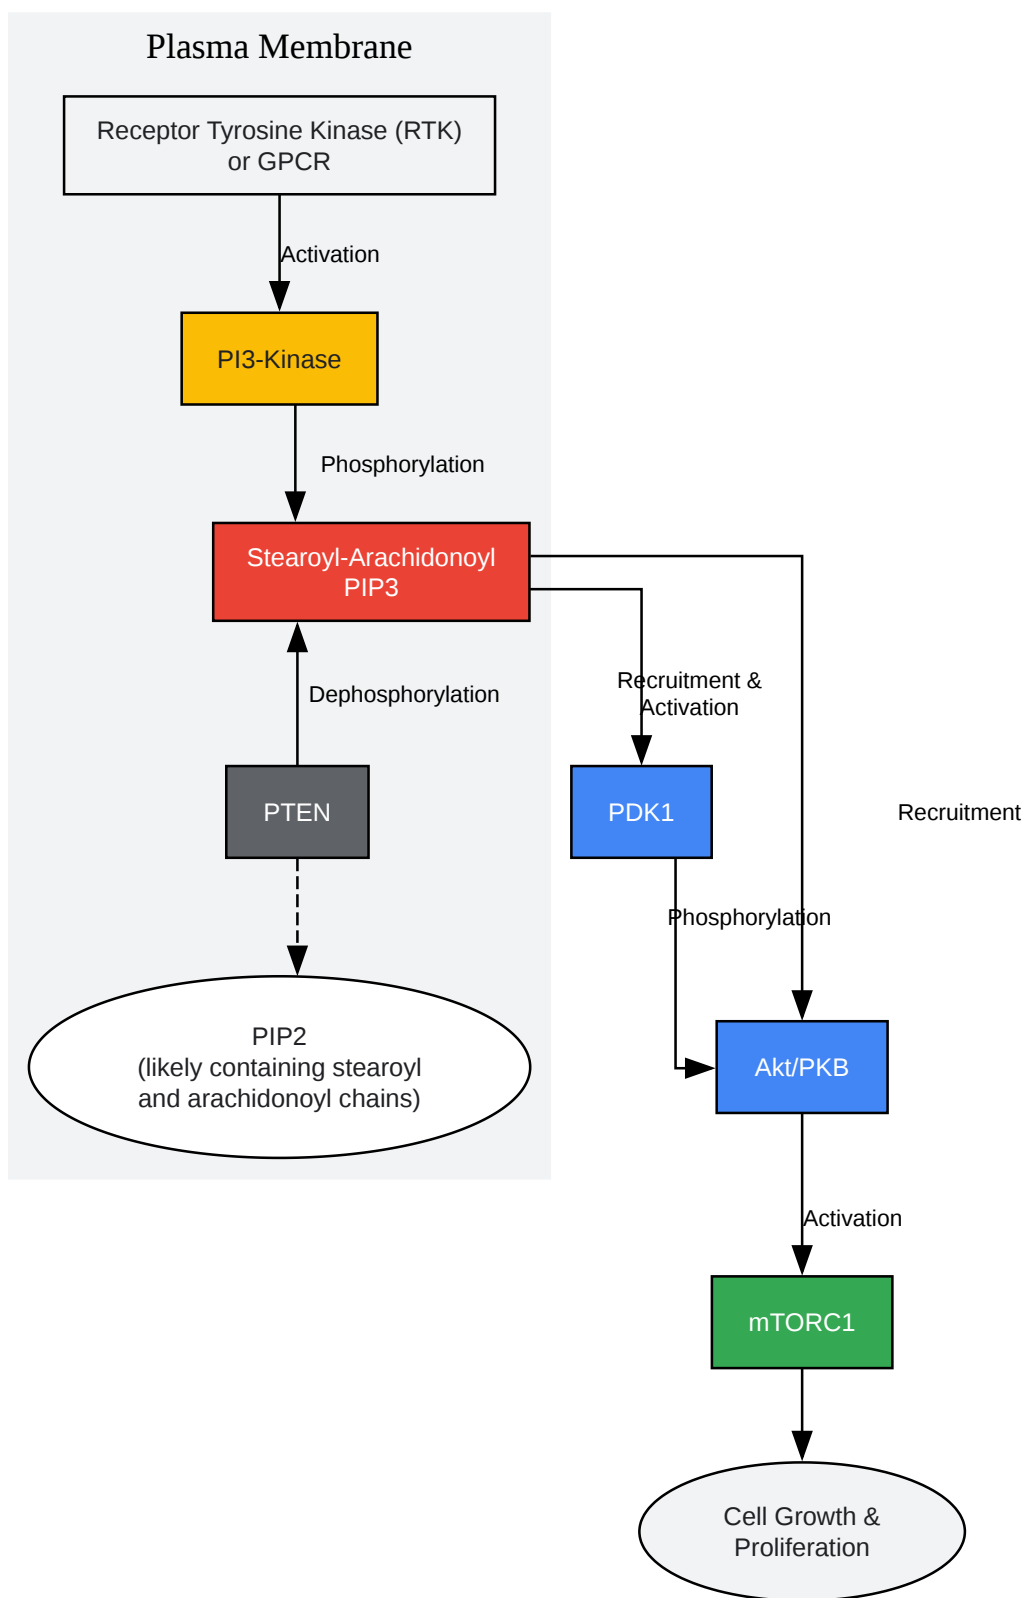 Plasma Membrane
Receptor Tyrosine Kinase (RTK)
or GPCR
Activation
PI3-Kinase
Phosphorylation
Stearoyl-Arachidonoyl
PIP3
Dephosphorylation
Recruitment &
Activation
PTEN
PDK1
Recruitment
Phosphorylation
PIP2
(likely containing stearoyl
and arachidonoyl chains)
Akt/PKB
Activation
mTORC1
Cell Growth &
Proliferation